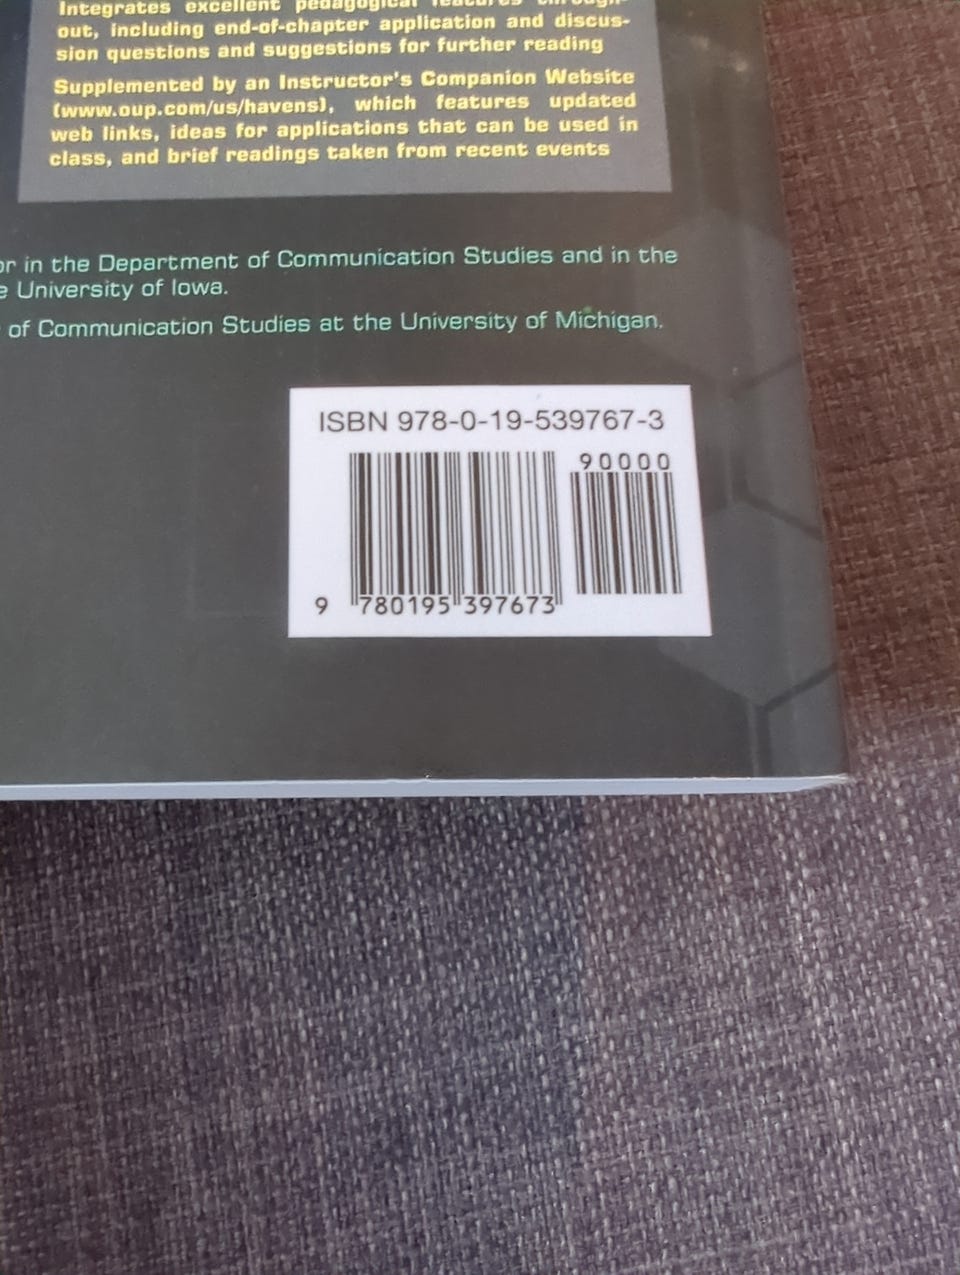 Integrates excellent pedagogical features through-
out, including end-of-chapter application and discus-
sion questions and suggestions for further reading
Supplemented by an Instructor's Companion Website
(www.oup.com/us/havens), which features updated
web links, ideas for applications that can be used in
class, and brief readings taken from recent events
or in the Department of Communication Studies and in the
e University of Iowa.
of Communication Studies at the University of Michigan.
ISBN 978-0-19-539767-3
90000
9 780195 397673